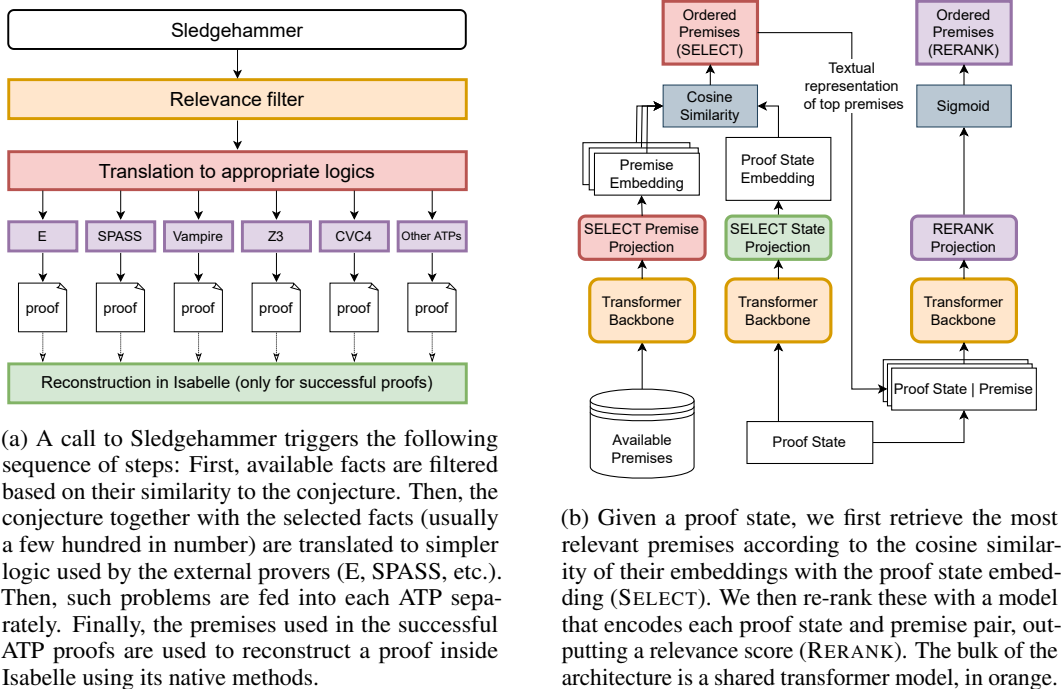 Sledgehammer
Relevance filter
Translation to appropriate logics
E
SPASS
Vampire
Z3
CVC4
Other ATPs
proof
proof
proof
proof
proof
proof
Reconstruction in Isabelle (only for successful proofs)
(a) A call to Sledgehammer triggers the following
sequence of steps: First, available facts are filtered
based on their similarity to the conjecture. Then, the
conjecture together with the selected facts (usually
a few hundred in number) are translated to simpler
logic used by the external provers (E, SPASS, etc.).
Then, such problems are fed into each ATP sepa-
rately. Finally, the premises used in the successful
ATP proofs are used to reconstruct a proof inside
Isabelle using its native methods.
Ordered
Premises
(SELECT)
Ordered
Premises
(RERANK)
Textual
representation
of top premises
Cosine
Similarity
Sigmoid
Premise
Embedding
Proof State
Embedding
SELECT Premise
Projection
SELECT State
Projection
RERANK
Projection
Transformer
Backbone
Transformer
Backbone
Transformer
Backbone
Proof State | Premise
Available
Premises
Proof State
(b) Given a proof state, we first retrieve the most
relevant premises according to the cosine similar-
ity of their embeddings with the proof state embed-
ding (SELECT). We then re-rank these with a model
that encodes each proof state and premise pair, out-
putting a relevance score (RERANK). The bulk of the
architecture is a shared transformer model, in orange.